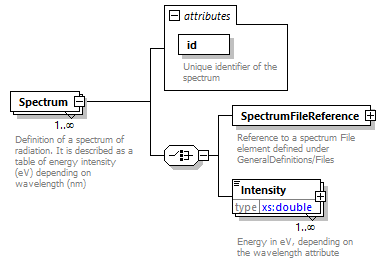 attributes
id
Unique identifier of the
spectrum
Spectrum
1..∞
Definition of a spectrum of
radiation. It is described as a
table of energy intensity
(eV) depending on
wavelength (nm)
SpectrumFileReference
Reference to a spectrum File
element defined under
GeneralDefinitions/Files
Intensity
type xs:double
1..∞
Energy in eV, depending on
the wavelength attribute